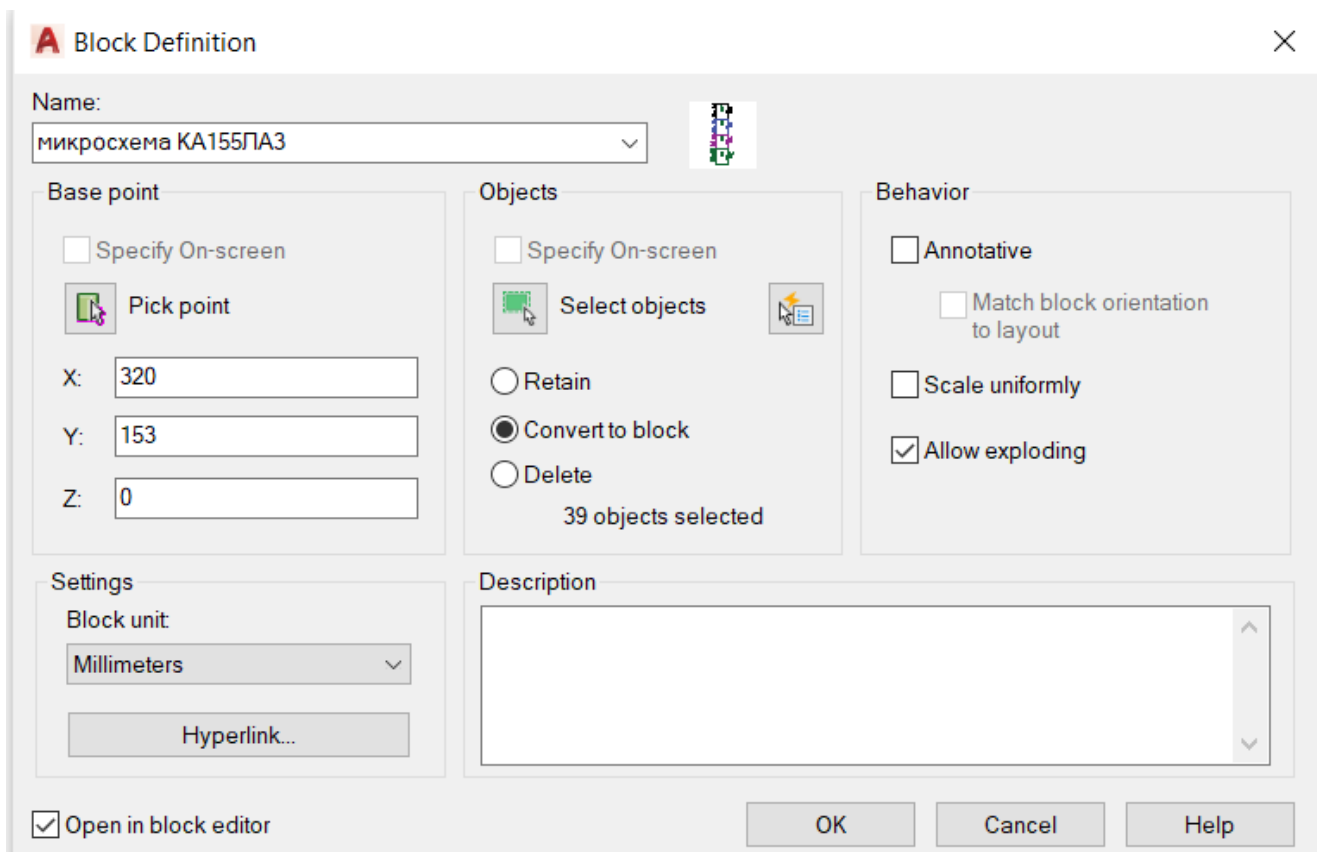 Block Definition
Name:
микросхема КА155ЛА3
Base point
Specify On-screen
Pick point
X: 320
Y: 153
Z: 0
Objects
Specify On-screen
Select objects
Retain
Convert to block
Delete
39 objects selected
Behavior
Annotative
Match block orientation
to layout
Scale uniformly
Allow exploding
Settings
Block unit:
Millimeters
Hyperlink...
Description
Open in block editor
OK Cancel Help